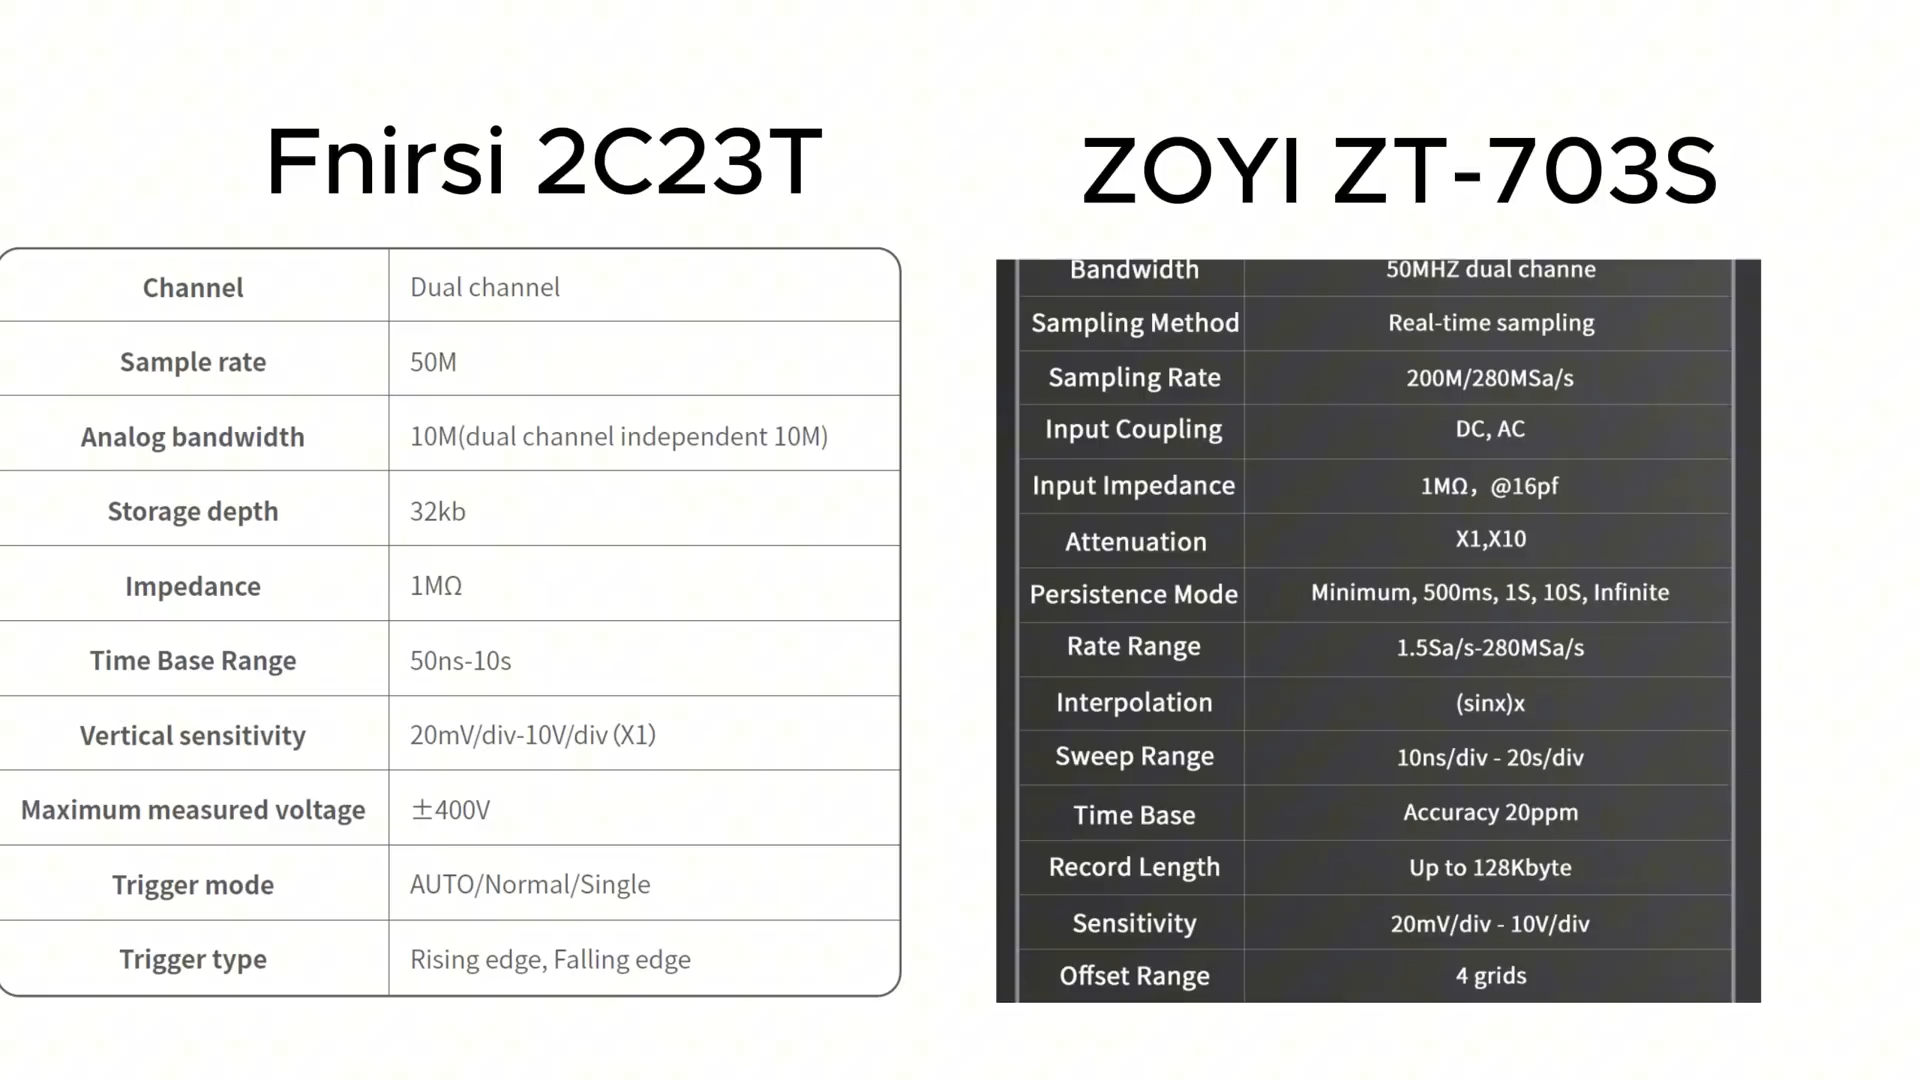 Fnirsi 2C23T
Channel Dual channel
Sample rate 50M
Analog bandwidth 10M(dual channel independent 10M)
Storage depth 32kb
Impedance 1MΩ
Time Base Range 50ns-10s
Vertical sensitivity 20mV/div-10V/div (X1)
Maximum measured voltage ±400V
Trigger mode AUTO/Normal/Single
Trigger type Rising edge, Falling edge
ZOYI ZT-703S
Bandwidth 50MHZ dual channe
Sampling Method Real-time sampling
Sampling Rate 200M/280MSa/s
Input Coupling DC, AC
Input Impedance 1MΩ, @16pf
Attenuation X1,X10
Persistence Mode Minimum, 500ms, 1S, 10S, Infinite
Rate Range 1.5Sa/s-280MSa/s
Interpolation (sinx)x
Sweep Range 10ns/div - 20s/div
Time Base Accuracy 20ppm
Record Length Up to 128Kbyte
Sensitivity 20mV/div - 10V/div
Offset Range 4 grids